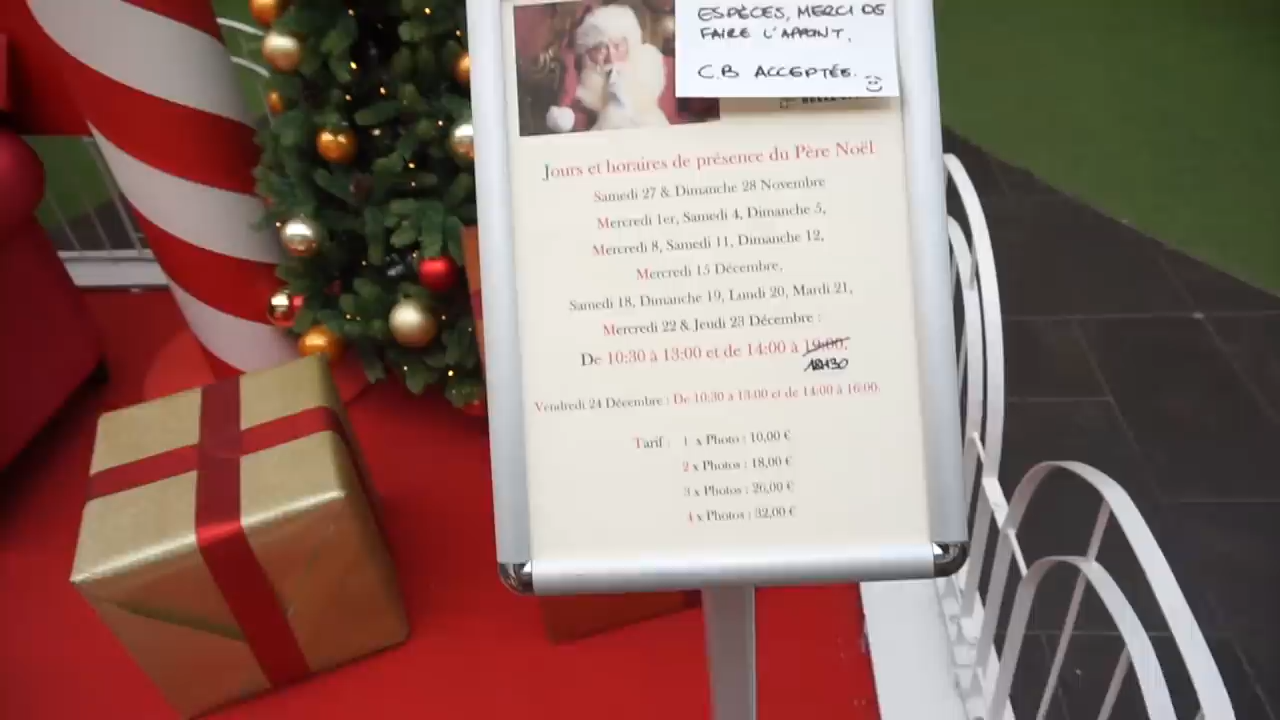 ESPÈCES, MERCI DE
FAIRE L'APPOINT.
C.B ACCEPTÉE.
Jours et horaires de présence du Père Noël
Samedi 27 & Dimanche 28 Novembre
Mercredi 1er, Samedi 4, Dimanche 5,
Mercredi 8, Samedi 11, Dimanche 12,
Mercredi 15 Décembre,
Samedi 18, Dimanche 19, Lundi 20, Mardi 21,
Mercredi 22 & Jeudi 23 Décembre :
De 10:30 à 13:00 et de 14:00 à 19:00.
18H30
Vendredi 24 Décembre : De 10:30 à 13:00 et de 14:00 à 16:00.
Tarif : 1 x Photo : 10,00 €
2 x Photos : 18,00 €
3 x Photos : 26,00 €
4 x Photos : 32,00 €